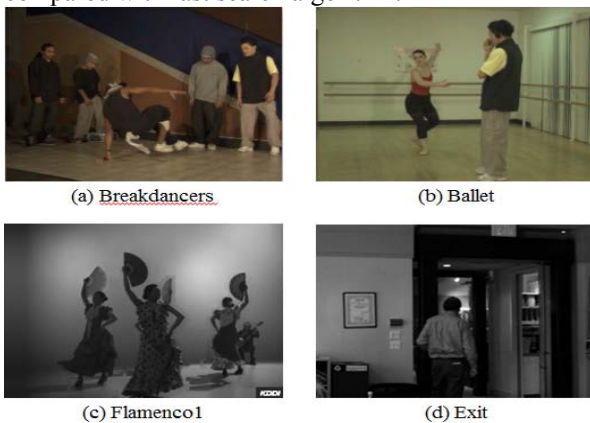 compared with fast search algorithm.
(a) Breakdancers
(b) Ballet
KDDI
(c) Flamenco1
(d) Exit